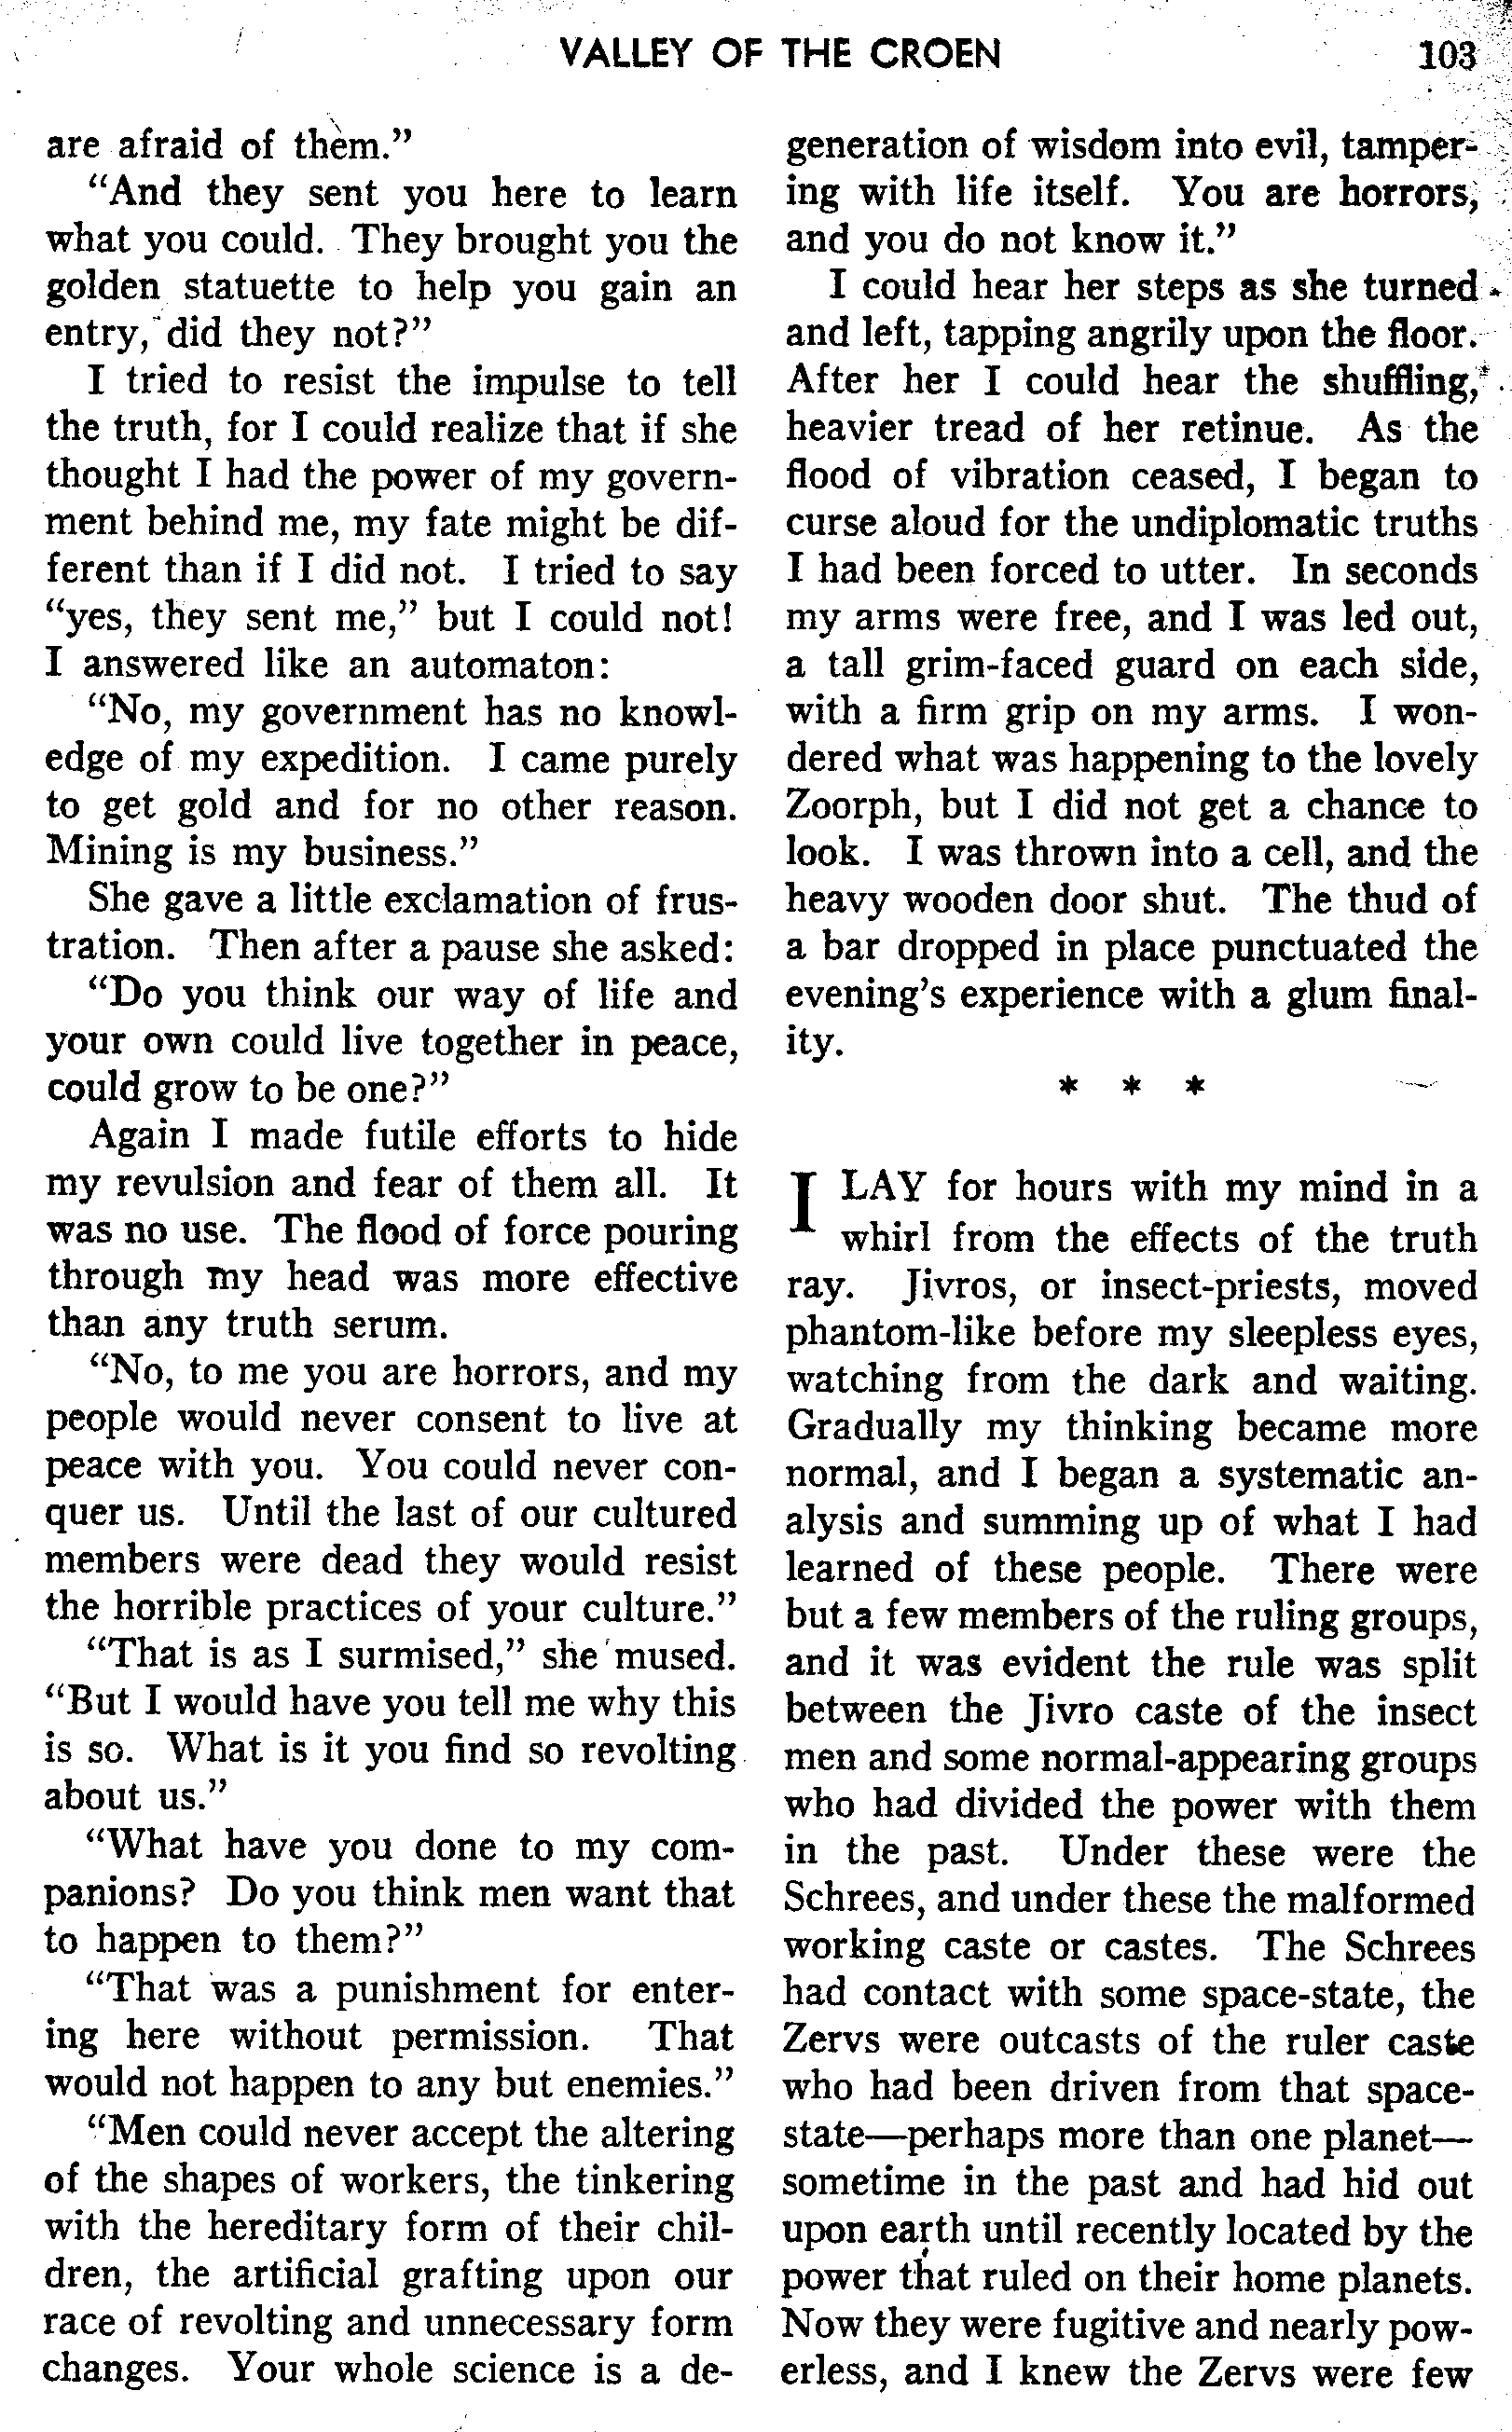 VALLEY OF THE CROEN 103
are afraid of them."
"And they sent you here to learn
what you could. They brought you the
golden statuette to help you gain an
entry, did they not?"
I tried to resist the impulse to tell
the truth, for I could realize that if she
thought I had the power of my govern-
ment behind me, my fate might be dif-
ferent than if I did not. I tried to say
"yes, they sent me," but I could not!
I answered like an automaton:
"No, my government has no knowl-
edge of my expedition. I came purely
to get gold and for no other reason.
Mining is my business."
She gave a little exclamation of frus-
tration. Then after a pause she asked:
"Do you think our way of life and
your own could live together in peace,
could grow to be one?"
Again I made futile efforts to hide
my revulsion and fear of them all. It
was no use. The flood of force pouring
through my head was more effective
than any truth serum.
"No, to me you are horrors, and my
people would never consent to live at
peace with you. You could never con-
quer us. Until the last of our cultured
members were dead they would resist
the horrible practices of your culture."
"That is as I surmised," she mused.
"But I would have you tell me why this
is so. What is it you find so revolting
about us."
"What have you done to my com-
panions? Do you think men want that
to happen to them?"
"That was a punishment for enter-
ing here without permission. That
would not happen to any but enemies."
"Men could never accept the altering
of the shapes of workers, the tinkering
with the hereditary form of their chil-
dren, the artificial grafting upon our
race of revolting and unnecessary form
changes. Your whole science is a de-
generation of wisdom into evil, tamper-
ing with life itself. You are horrors,
and you do not know it."
I could hear her steps as she turned
and left, tapping angrily upon the floor.
After her I could hear the shuffling,
heavier tread of her retinue. As the
flood of vibration ceased, I began to
curse aloud for the undiplomatic truths
I had been forced to utter. In seconds
my arms were free, and I was led out,
a tall grim-faced guard on each side,
with a firm grip on my arms. I won-
dered what was happening to the lovely
Zoorph, but I did not get a chance to
look. I was thrown into a cell, and the
heavy wooden door shut. The thud of
a bar dropped in place punctuated the
evening's experience with a glum final-
ity.
* * *
I LAY for hours with my mind in a
whirl from the effects of the truth
ray. Jivros, or insect-priests, moved
phantom-like before my sleepless eyes,
watching from the dark and waiting.
Gradually my thinking became more
normal, and I began a systematic an-
alysis and summing up of what I had
learned of these people. There were
but a few members of the ruling groups,
and it was evident the rule was split
between the Jivro caste of the insect
men and some normal-appearing groups
who had divided the power with them
in the past. Under these were the
Schrees, and under these the malformed
working caste or castes. The Schrees
had contact with some space-state, the
Zervs were outcasts of the ruler caste
who had been driven from that space-
state—perhaps more than one planet—
sometime in the past and had hid out
upon earth until recently located by the
power that ruled on their home planets.
Now they were fugitive and nearly pow-
erless, and I knew the Zervs were few